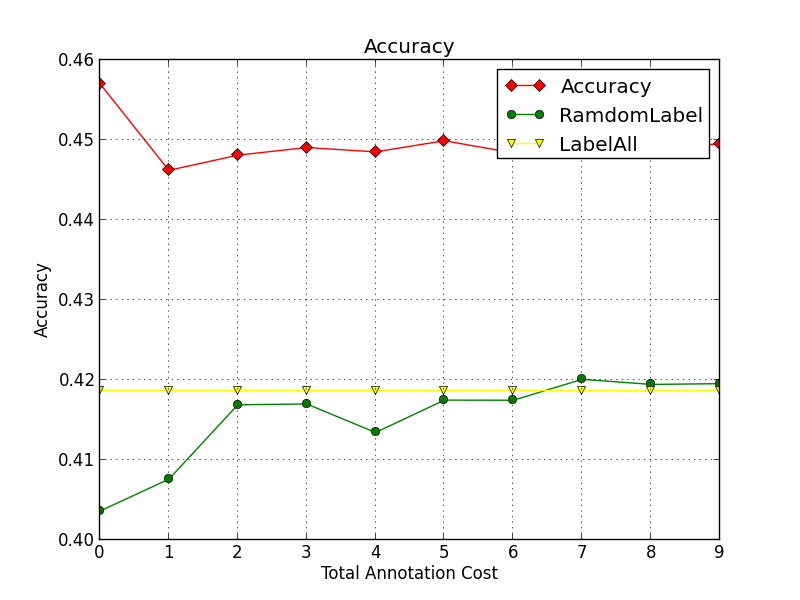 Accuracy
0.46
0.45
0.44
0.43
0.42
0.41
0.40
Accuracy
Accuracy
RamdomLabel
LabelAll
0 1 2 3 4 5 6 7 8 9
Total Annotation Cost